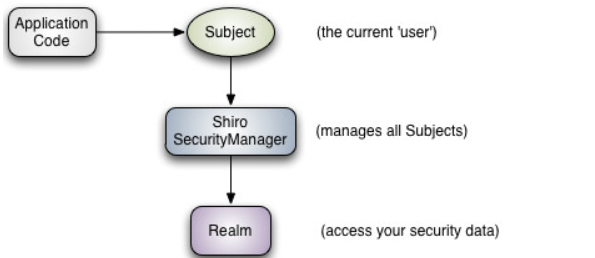 Application
Code
Subject
(the current 'user')
Shiro
SecurityManager
(manages all Subjects)
Realm
(access your security data)